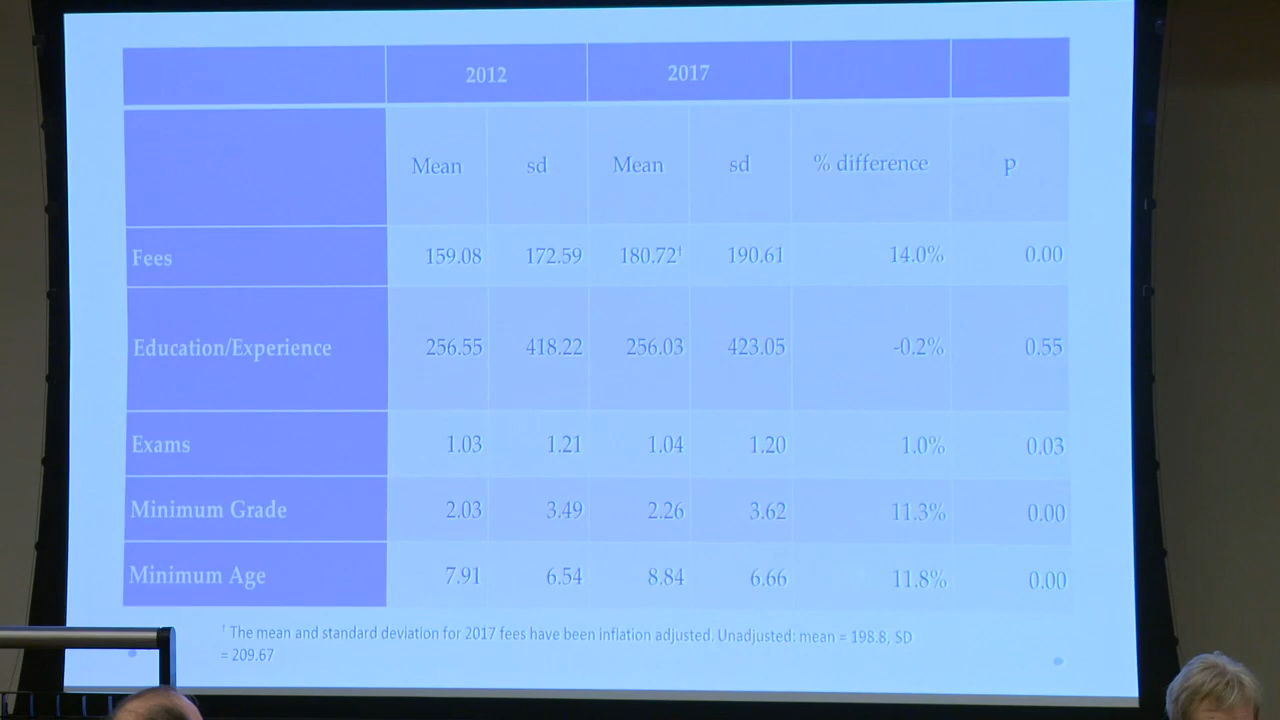 2012 2017
Mean sd Mean sd % difference p
Fees 159.08 172.59 180.72† 190.61 14.0% 0.00
Education/Experience 256.55 418.22 256.03 423.05 -0.2% 0.55
Exams 1.03 1.21 1.04 1.20 1.0% 0.03
Minimum Grade 2.03 3.49 2.26 3.62 11.3% 0.00
Minimum Age 7.91 6.54 8.84 6.66 11.8% 0.00
† The mean and standard deviation for 2017 fees have been inflation adjusted. Unadjusted: mean = 198.8, SD
= 209.67